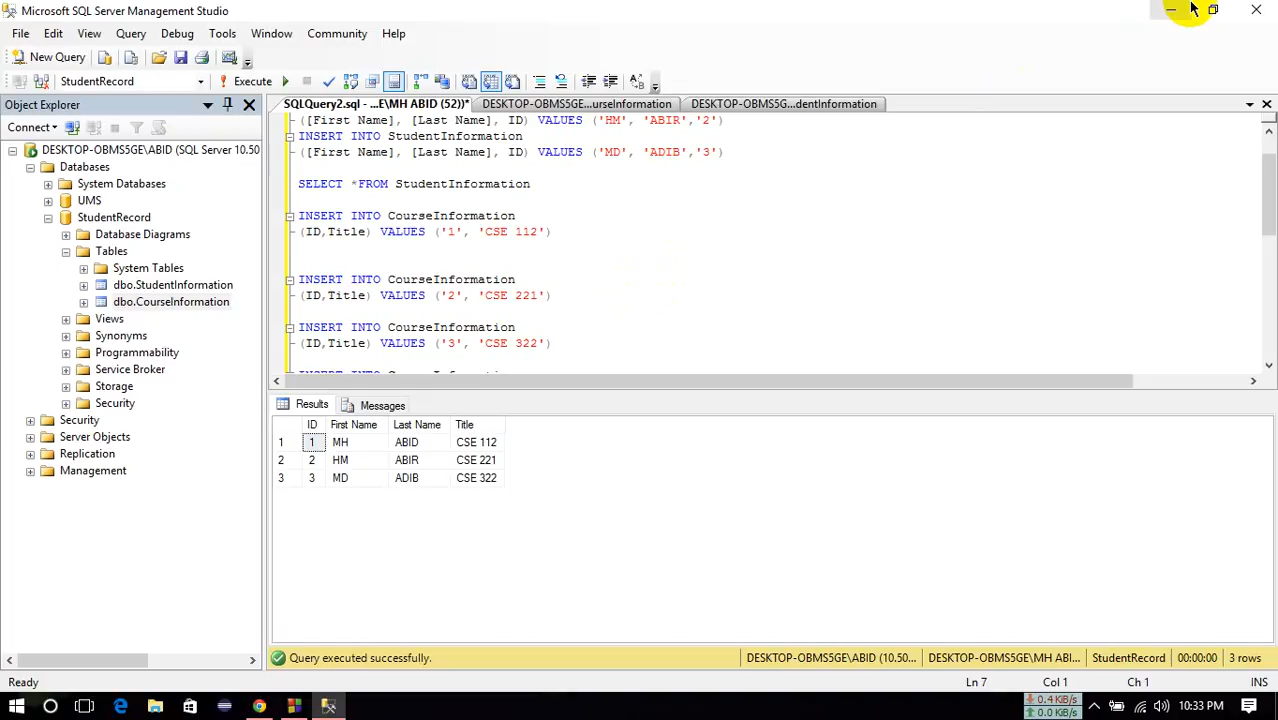 Microsoft SQL Server Management Studio
File Edit View Query Debug Tools Window Community Help
New Query
StudentRecord Execute
Object Explorer
SQLQuery2.sql - ...E\MH ABID (52))* DESKTOP-OBMS5GE...urseInformation DESKTOP-OBMS5G...dentInformation
Connect
DESKTOP-OBMS5GE\ABID (SQL Server 10.50
Databases
System Databases
UMS
StudentRecord
Database Diagrams
Tables
System Tables
dbo.StudentInformation
dbo.CourseInformation
Views
Synonyms
Programmability
Service Broker
Storage
Security
Security
Server Objects
Replication
Management
([First Name], [Last Name], ID) VALUES ('HM', 'ABIR','2')
INSERT INTO StudentInformation
([First Name], [Last Name], ID) VALUES ('MD', 'ADIB','3')
SELECT *FROM StudentInformation
INSERT INTO CourseInformation
(ID,Title) VALUES ('1', 'CSE 112')
INSERT INTO CourseInformation
(ID,Title) VALUES ('2', 'CSE 221')
INSERT INTO CourseInformation
(ID,Title) VALUES ('3', 'CSE 322')
Results Messages
ID First Name Last Name Title
1 1 MH ABID CSE 112
2 2 HM ABIR CSE 221
3 3 MD ADIB CSE 322
Query executed successfully. DESKTOP-OBMS5GE\ABID (10.50... DESKTOP-OBMS5GE\MH ABI... StudentRecord 00:00:00 3 rows
Ready Ln 7 Col 1 Ch 1 INS
0.4 KiB/s
0.0 KiB/s
10:33 PM